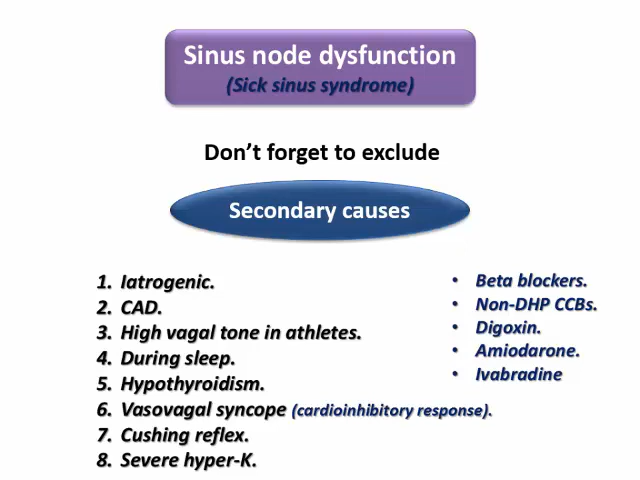 Sinus node dysfunction
(Sick sinus syndrome)
Don't forget to exclude
Secondary causes
1. Iatrogenic.
2. CAD.
3. High vagal tone in athletes.
4. During sleep.
5. Hypothyroidism.
6. Vasovagal syncope (cardioinhibitory response).
7. Cushing reflex.
8. Severe hyper-K.
• Beta blockers.
• Non-DHP CCBs.
• Digoxin.
• Amiodarone.
• Ivabradine